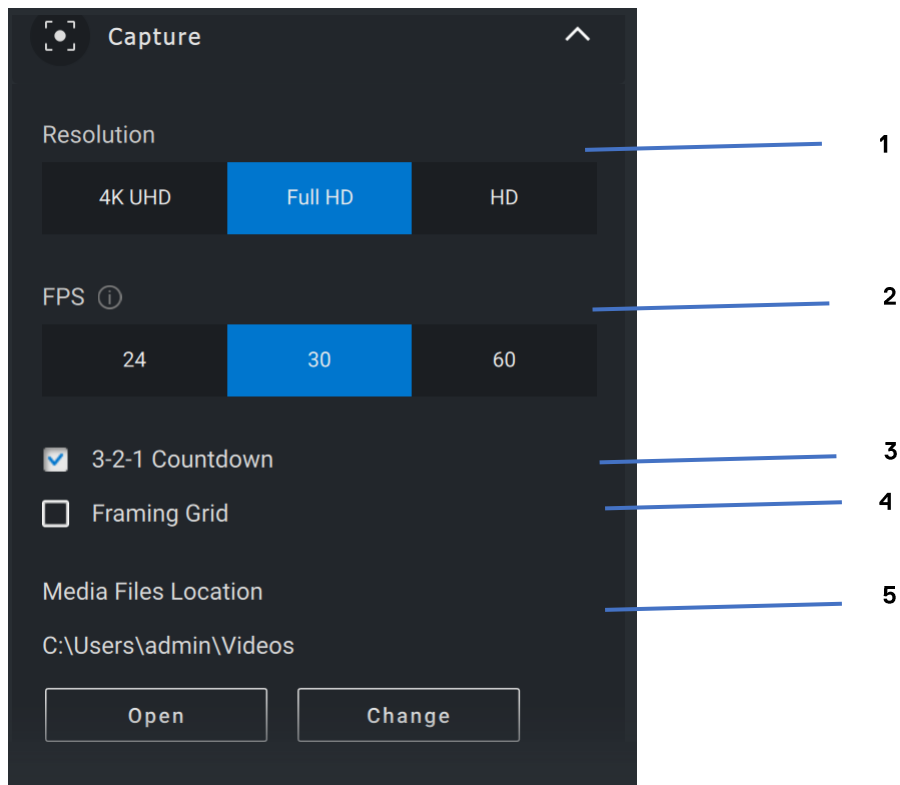 Capture
Resolution
1
4K UHD Full HD HD
FPS
2
24 30 60
3-2-1 Countdown
3
Framing Grid
4
Media Files Location
5
C:\Users\admin\Videos
Open Change